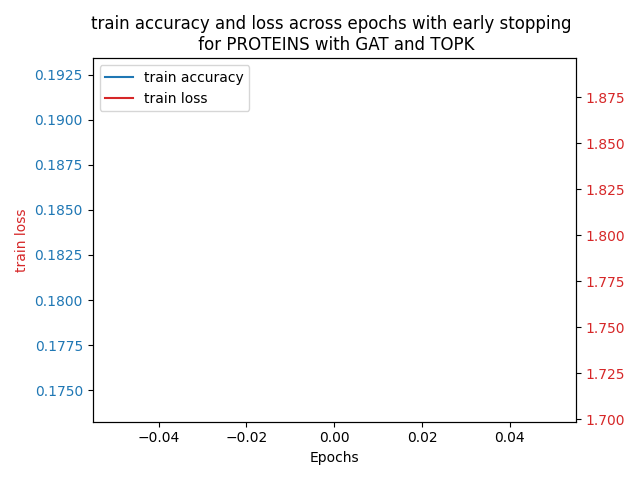 train accuracy and loss across epochs with early stopping
for PROTEINS with GAT and TOPK
train accuracy
train loss
0.1925
0.1900
0.1875
0.1850
0.1825
0.1800
0.1775
0.1750
train loss
1.875
1.850
1.825
1.800
1.775
1.750
1.725
1.700
−0.04 −0.02 0.00 0.02 0.04
Epochs